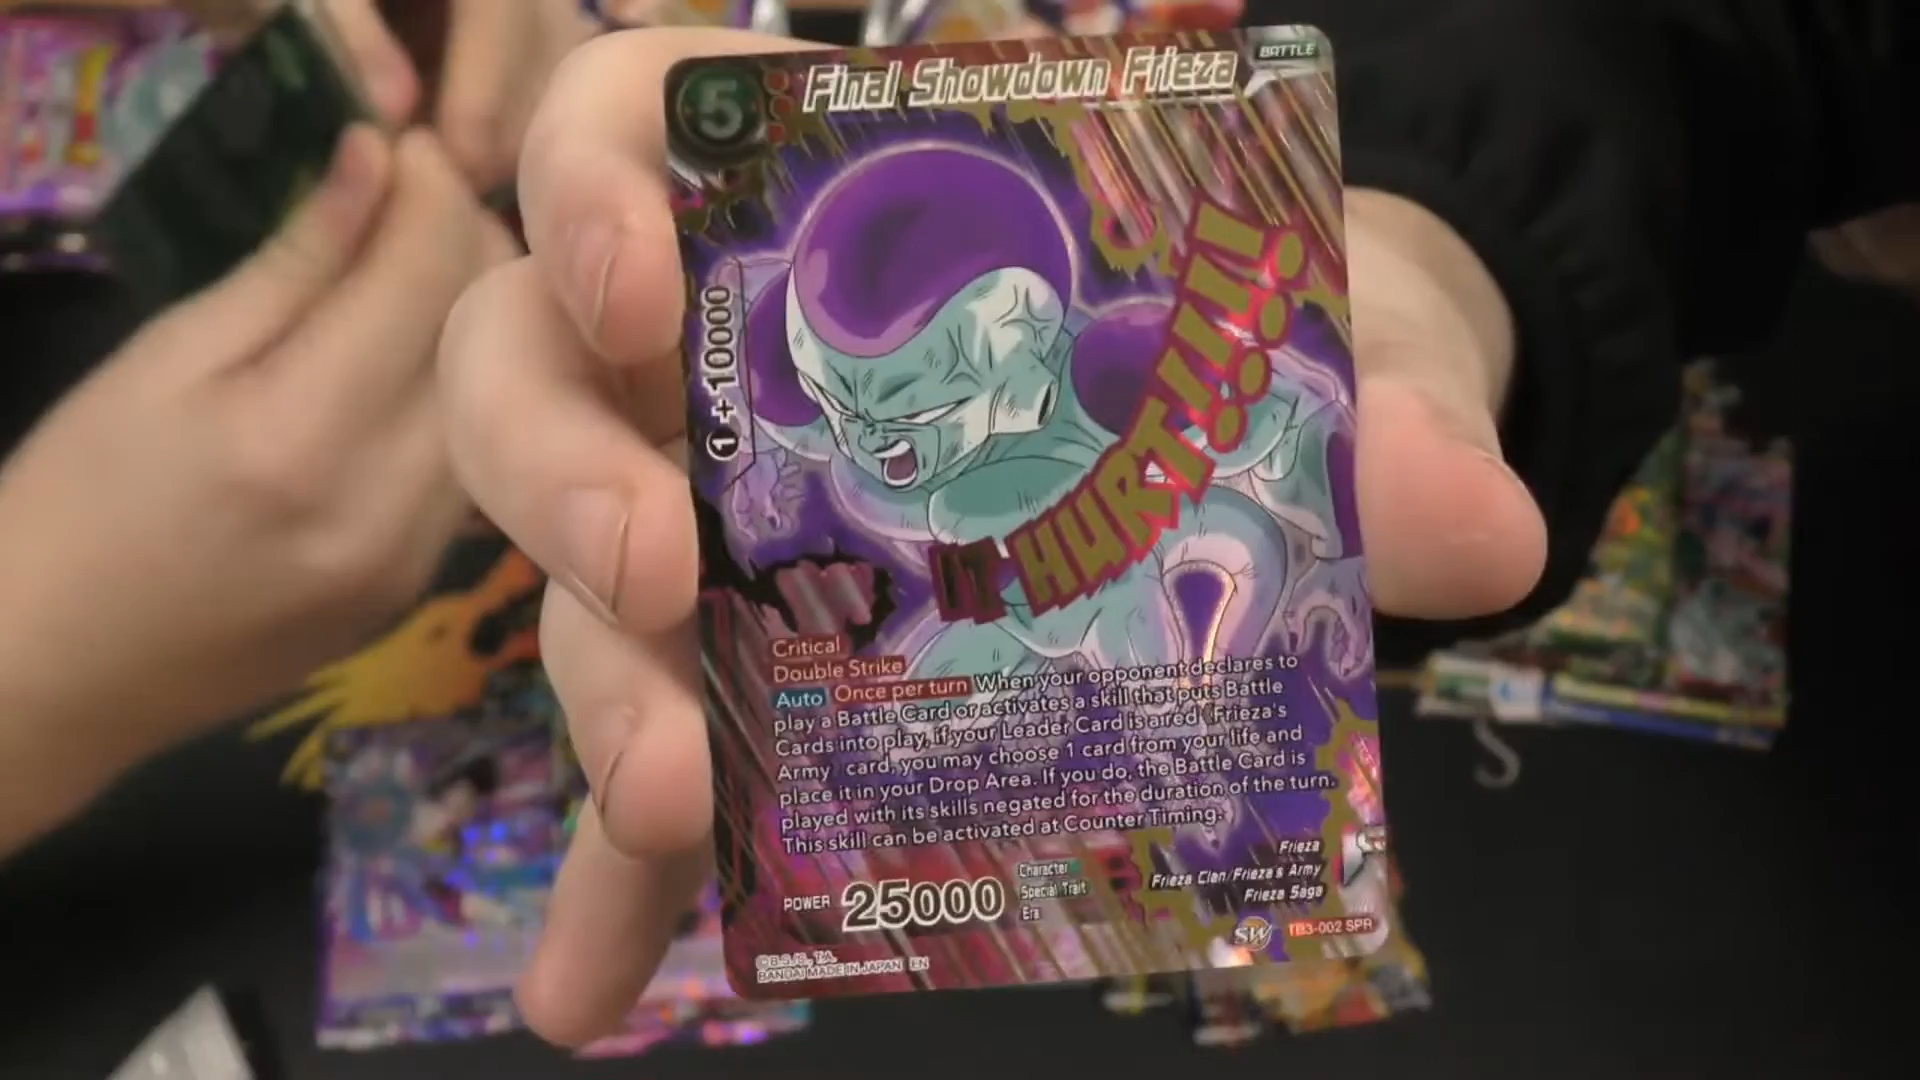 5
Final Showdown Frieza
BATTLE
1 + 10000
IT HURT!!!!
Critical
Double Strike
Auto Once per turn When your opponent declares to
play a Battle Card or activates a skill that puts Battle
Cards into play, if your Leader Card is a red 《Frieza's
Army》 card, you may choose 1 card from your life and
place it in your Drop Area. If you do, the Battle Card is
played with its skills negated for the duration of the turn.
This skill can be activated at Counter Timing.
POWER 25000
Character Frieza
Special Trait Frieza Clan/Frieza's Army
Era Frieza Saga
SW TB3-002 SPR
©B.S./S., T.A.
BANDAI MADE IN JAPAN EN